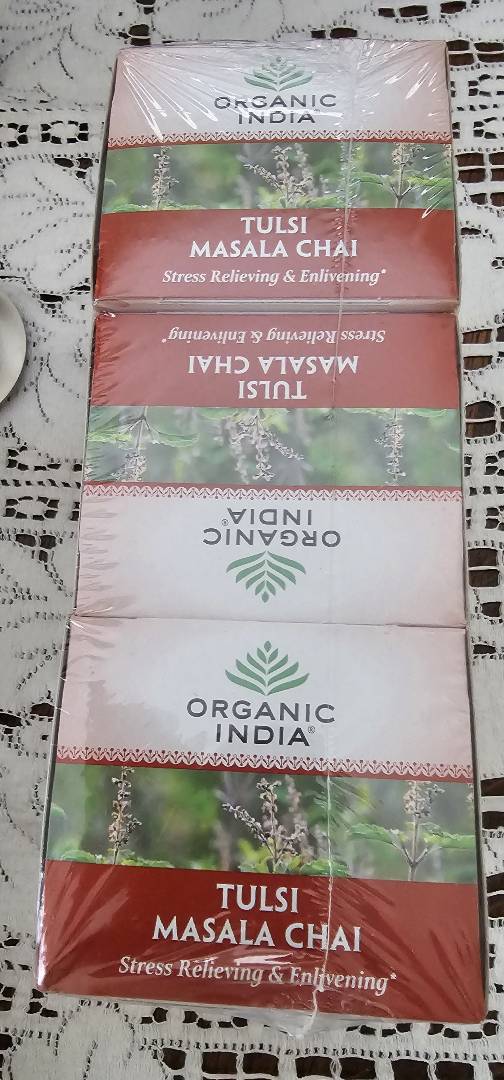 ORGANIC
INDIA®
TULSI
MASALA CHAI
Stress Relieving & Enlivening*
Stress Relieving & Enlivening*
MASALA CHAI
TULSI
INDIA®
ORGANIC
ORGANIC
INDIA®
TULSI
MASALA CHAI
Stress Relieving & Enlivening*